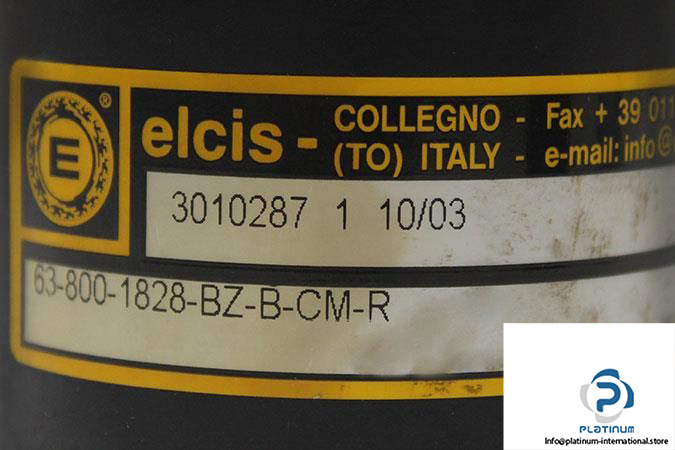 E ®
elcis - COLLEGNO - Fax + 39 011
(TO) ITALY - e-mail: info@
3010287 1 10/03
63-800-1828-BZ-B-CM-R
P
PLATINUM
Info@platinum-international.store